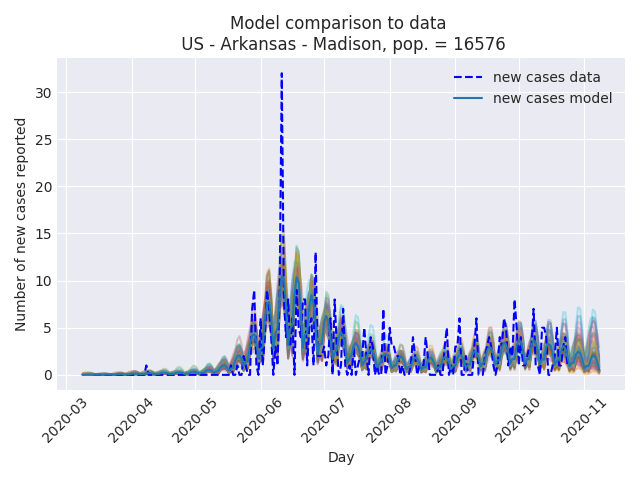 Model comparison to data
US - Arkansas - Madison, pop. = 16576
new cases data
new cases model
Number of new cases reported
30
25
20
15
10
5
0
2020-03
2020-04
2020-05
2020-06
2020-07
2020-08
2020-09
2020-10
2020-11
Day